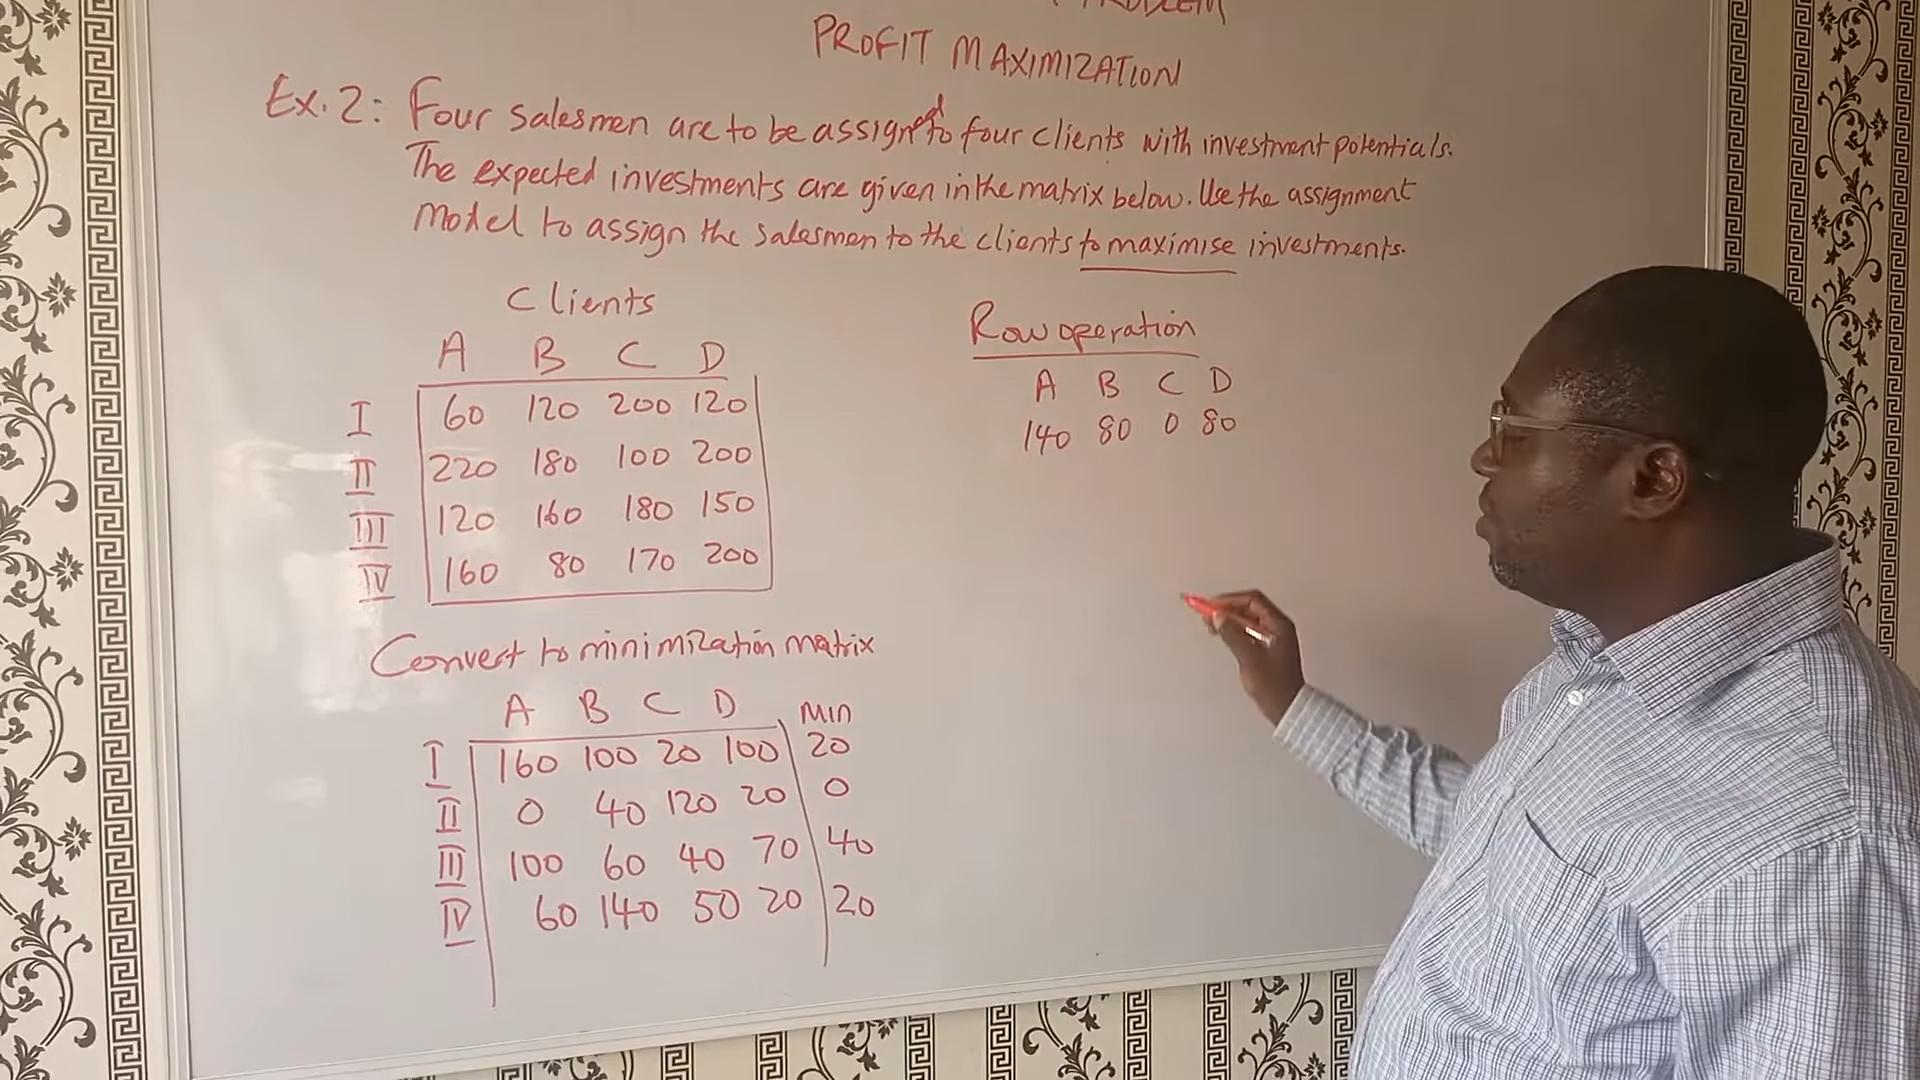 PROBLEM
PROFIT MAXIMIZATION
Ex. 2: Four salesmen are to be assigned to four clients with investment potentials.
The expected investments are given in the matrix below. Use the assignment
Model to assign the salesmen to the clients to maximise investments.
Clients
A B C D
I 60 120 200 120
II 220 180 100 200
III 120 160 180 150
IV 160 80 170 200
Convert to minimization matrix
A B C D Min
I 160 100 20 100 20
II 0 40 120 20 0
III 100 60 40 70 40
IV 60 140 50 20 20
Row operation
A B C D
140 80 0 80